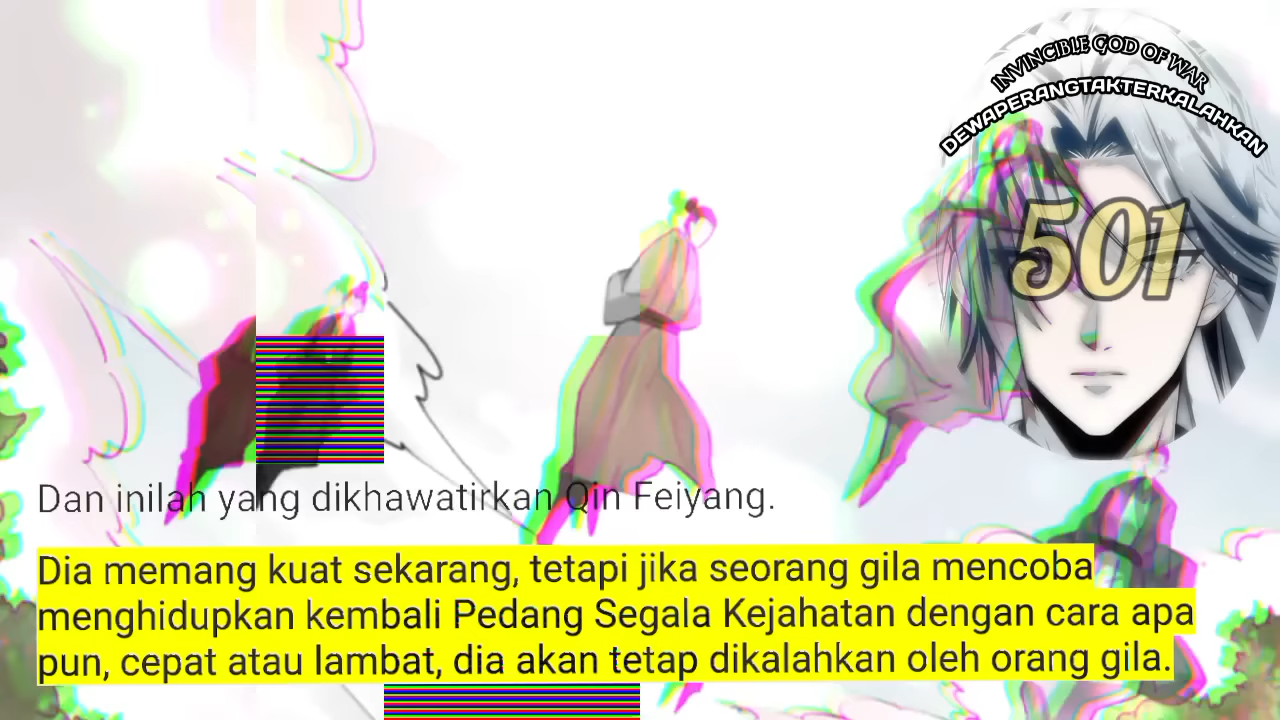 INVINCIBLE GOD OF WAR
DEWAPERANGTAKTERKALAHKAN
501
Dan inilah yang dikhawatirkan Qin Feiyang.
Dia memang kuat sekarang, tetapi jika seorang gila mencoba
menghidupkan kembali Pedang Segala Kejahatan dengan cara apa
pun, cepat atau lambat, dia akan tetap dikalahkan oleh orang gila.